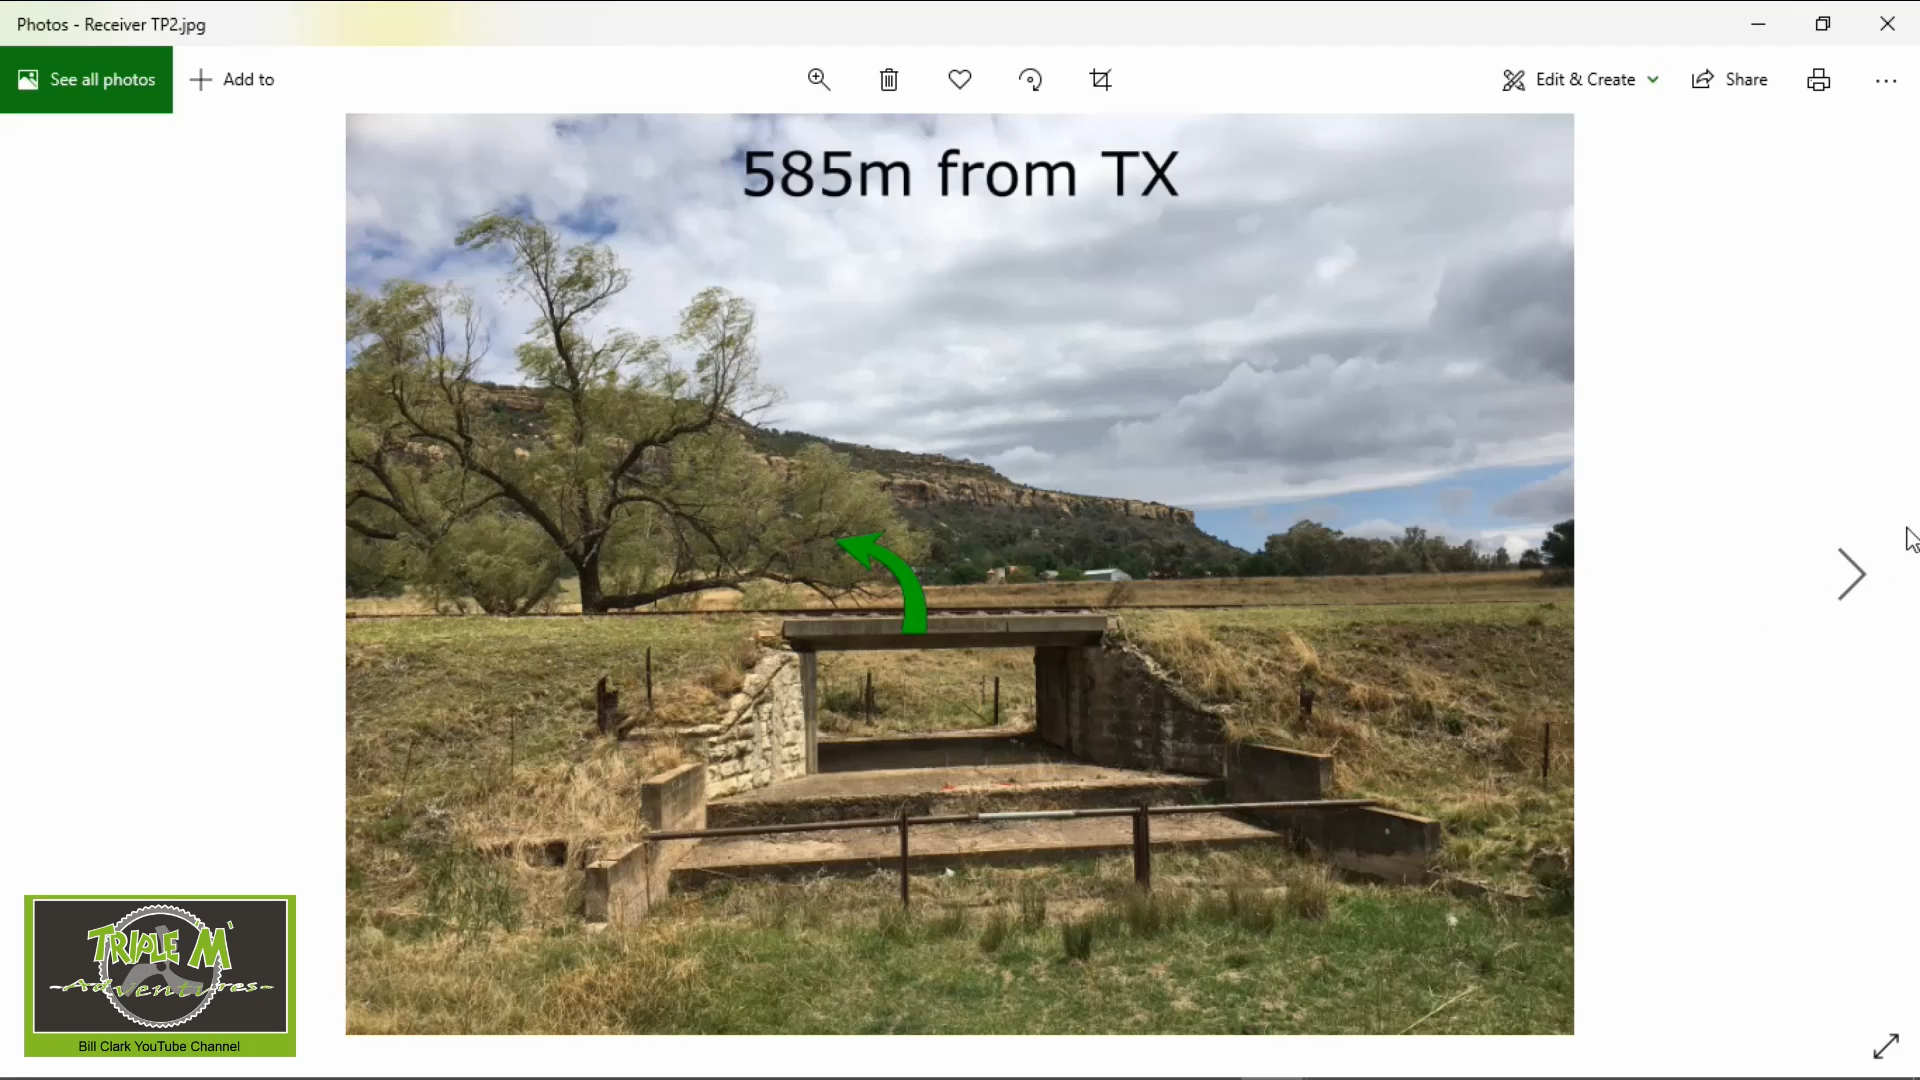 Photos - Receiver TP2.jpg
See all photos
Add to
Edit & Create
Share
585m from TX
TRIPLE M
Adventures
Bill Clark YouTube Channel